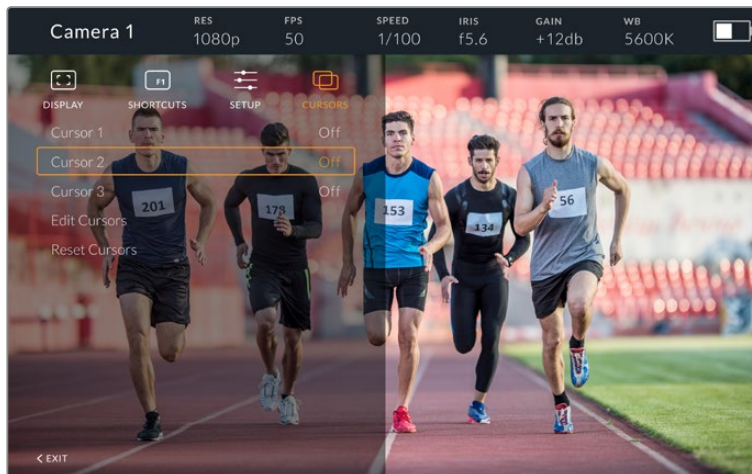 Camera 1
RES FPS SPEED IRIS GAIN WB
1080p 50 1/100 f5.6 +12db 5600K
F1
DISPLAY SHORTCUTS SETUP CURSORS
Cursor 1 Off
Cursor 2 Off
Cursor 3 Off
Edit Cursors
Reset Cursors
201 178 153 134 56
< EXIT